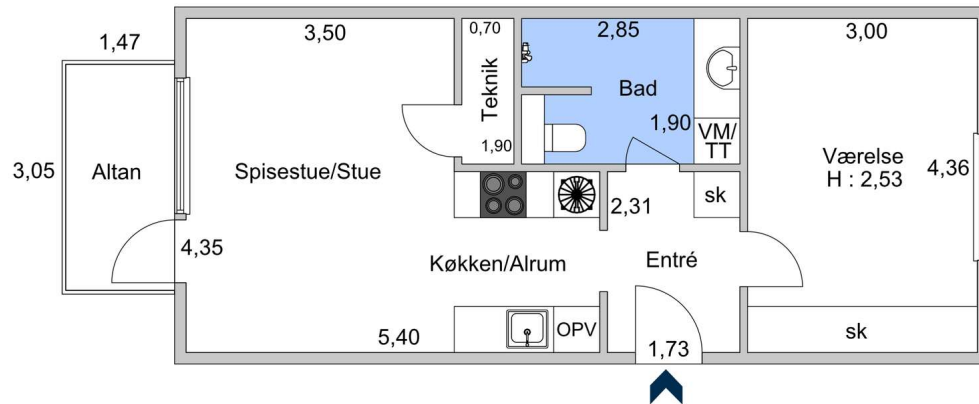 1,47
3,50
0,70
2,85
3,00
Teknik
Bad
1,90
1,90
VM/
TT
3,05
Altan
Spisestue/Stue
Værelse
H : 2,53
4,36
sk
2,31
4,35
Køkken/Alrum
Entré
5,40
OPV
1,73
sk